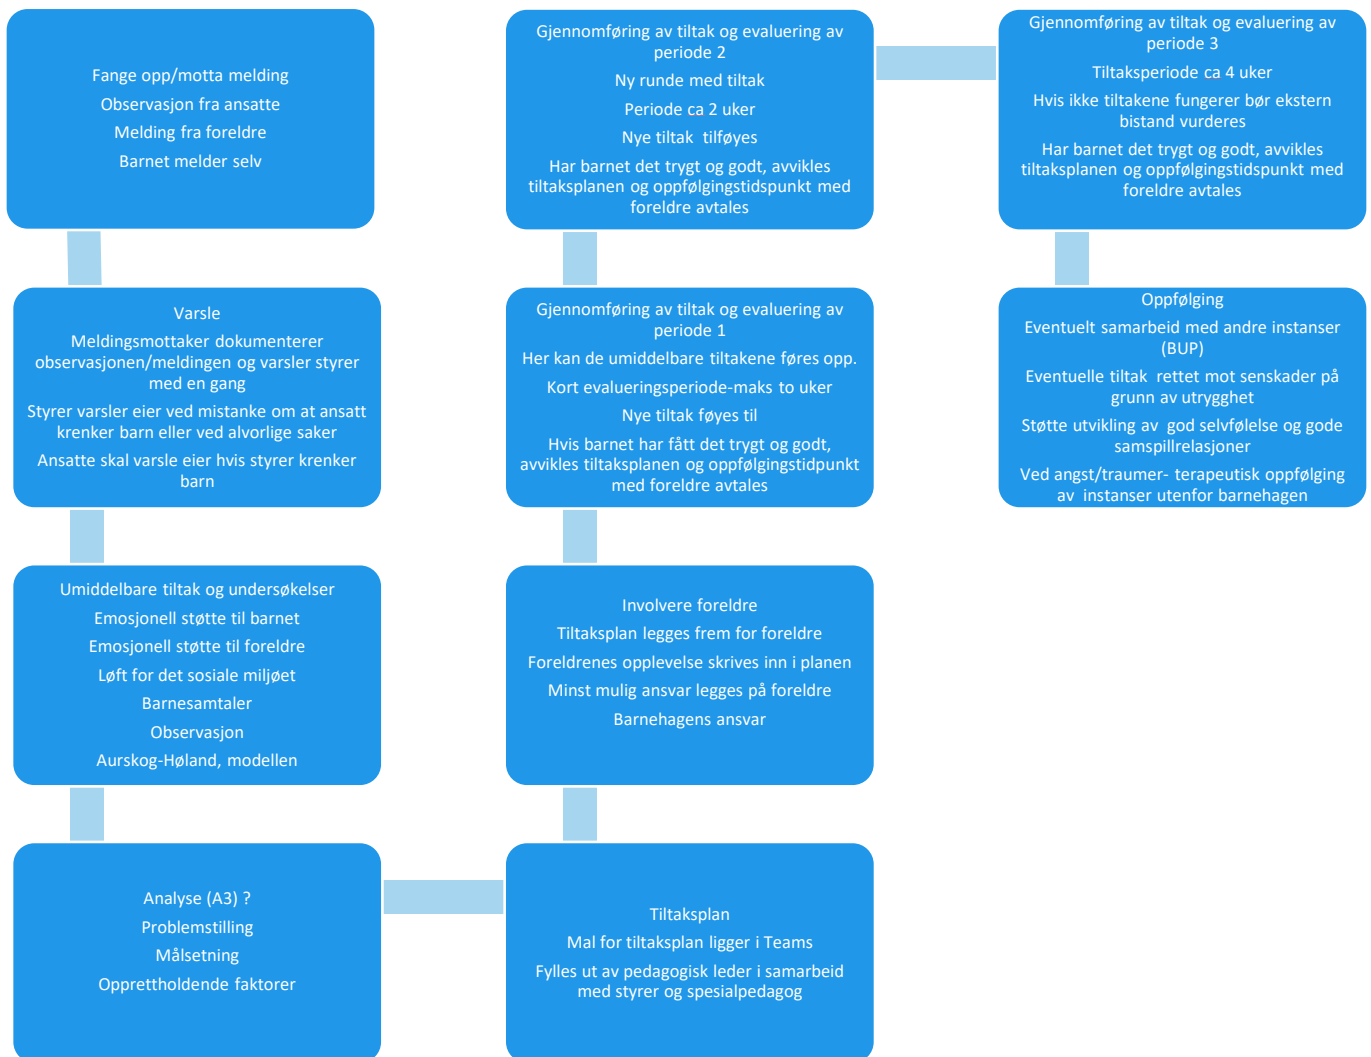 Fange opp/motta melding
Observasjon fra ansatte
Melding fra foreldre
Barnet melder selv
Varsle
Meldingsmottaker dokumenterer
observasjonen/meldingen og varsler styrer
med en gang
Styrer varsler eier ved mistanke om at ansatt
krenker barn eller ved alvorlige saker
Ansatte skal varsle eier hvis styrer krenker
barn
Umiddelbare tiltak og undersøkelser
Emosjonell støtte til barnet
Emosjonell støtte til foreldre
Løft for det sosiale miljøet
Barnesamtaler
Observasjon
Aurskog-Høland, modellen
Analyse (A3) ?
Problemstilling
Målsetning
Opprettholdende faktorer
Tiltaksplan
Mal for tiltaksplan ligger i Teams
Fylles ut av pedagogisk leder i samarbeid
med styrer og spesialpedagog
Involvere foreldre
Tiltaksplan legges frem for foreldre
Foreldrenes opplevelse skrives inn i planen
Minst mulig ansvar legges på foreldre
Barnehagens ansvar
Gjennomføring av tiltak og evaluering av
periode 1
Her kan de umiddelbare tiltakene føres opp.
Kort evalueringsperiode-maks to uker
Nye tiltak føyes til
Hvis barnet har fått det trygt og godt,
avvikles tiltaksplanen og oppfølgingstidpunkt
med foreldre avtales
Gjennomføring av tiltak og evaluering av
periode 2
Ny runde med tiltak
Periode ca 2 uker
Nye tiltak tilføyes
Har barnet det trygt og godt, avvikles
tiltaksplanen og oppfølgingstidspunkt med
foreldre avtales
Gjennomføring av tiltak og evaluering av
periode 3
Tiltaksperiode ca 4 uker
Hvis ikke tiltakene fungerer bør ekstern
bistand vurderes
Har barnet det trygt og godt, avvikles
tiltaksplanen og oppfølgingstidspunkt med
foreldre avtales
Oppfølging
Eventuelt samarbeid med andre instanser
(BUP)
Eventuelle tiltak rettet mot senskader på
grunn av utrygghet
Støtte utvikling av god selvfølelse og gode
samspillrelasjoner
Ved angst/traumer- terapeutisk oppfølging
av instanser utenfor barnehagen